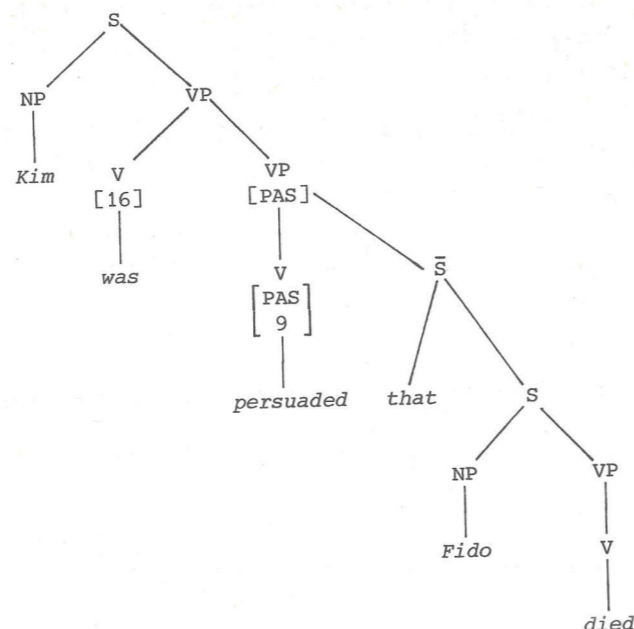 S
NP VP
Kim V VP
[16] [PAS]
was V S̄
[PAS
9]
persuaded that S
NP VP
Fido V
died